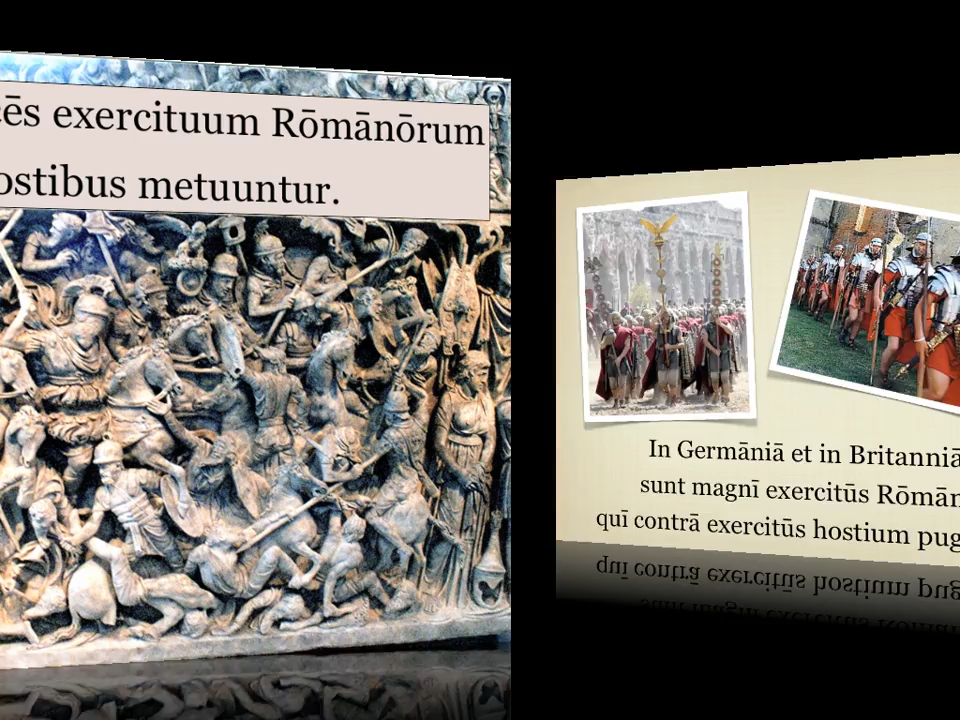 exercituum Rōmānōrum
metuuntur.
In Germāniā et in Britanniā
sunt magnī exercitūs
quī contrā exercitūs hostium